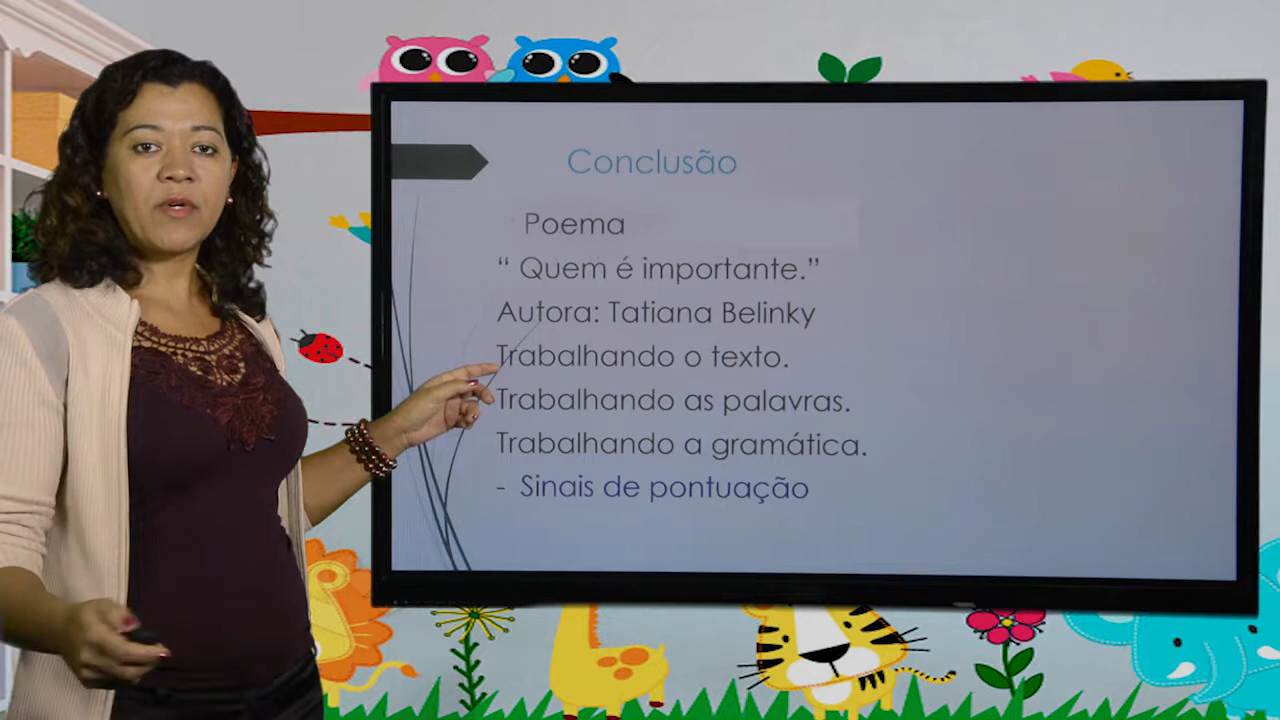 Conclusão
Poema
“ Quem é importante.”
Autora: Tatiana Belinky
Trabalhando o texto.
Trabalhando as palavras.
Trabalhando a gramática.
- Sinais de pontuação